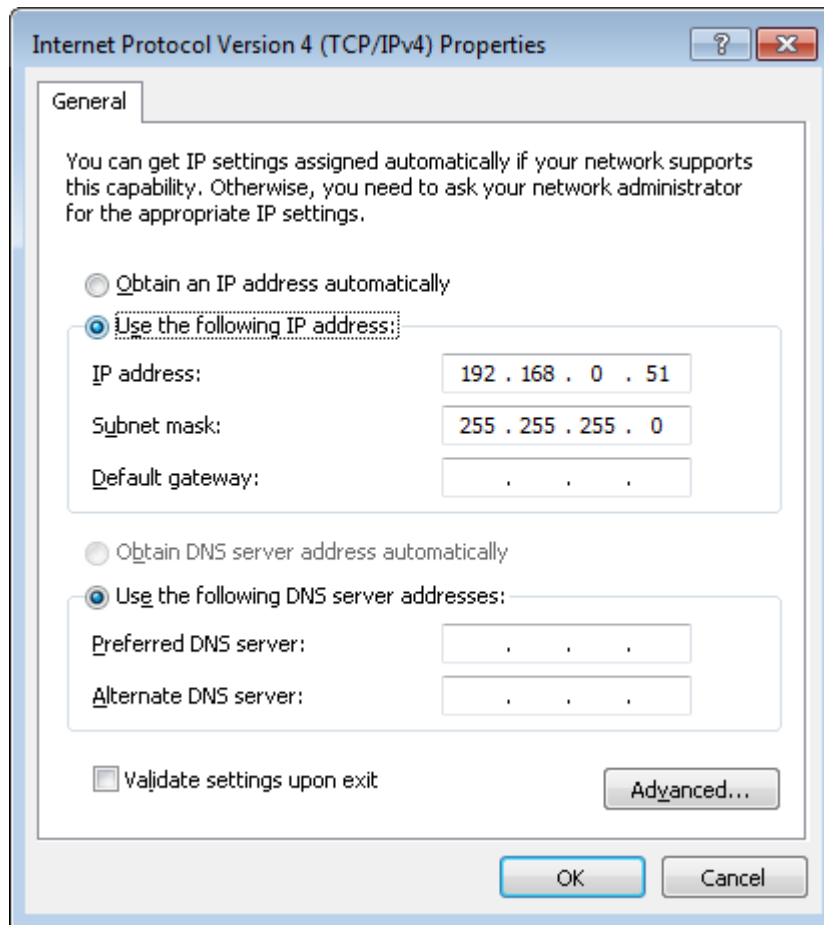 Internet Protocol Version 4 (TCP/IPv4) Properties
?
General
You can get IP settings assigned automatically if your network supports
this capability. Otherwise, you need to ask your network administrator
for the appropriate IP settings.
Obtain an IP address automatically
Use the following IP address:
IP address: 192 . 168 . 0 . 51
Subnet mask: 255 . 255 . 255 . 0
Default gateway: . . .
Obtain DNS server address automatically
Use the following DNS server addresses:
Preferred DNS server: . . .
Alternate DNS server: . . .
Validate settings upon exit
Advanced...
OK Cancel